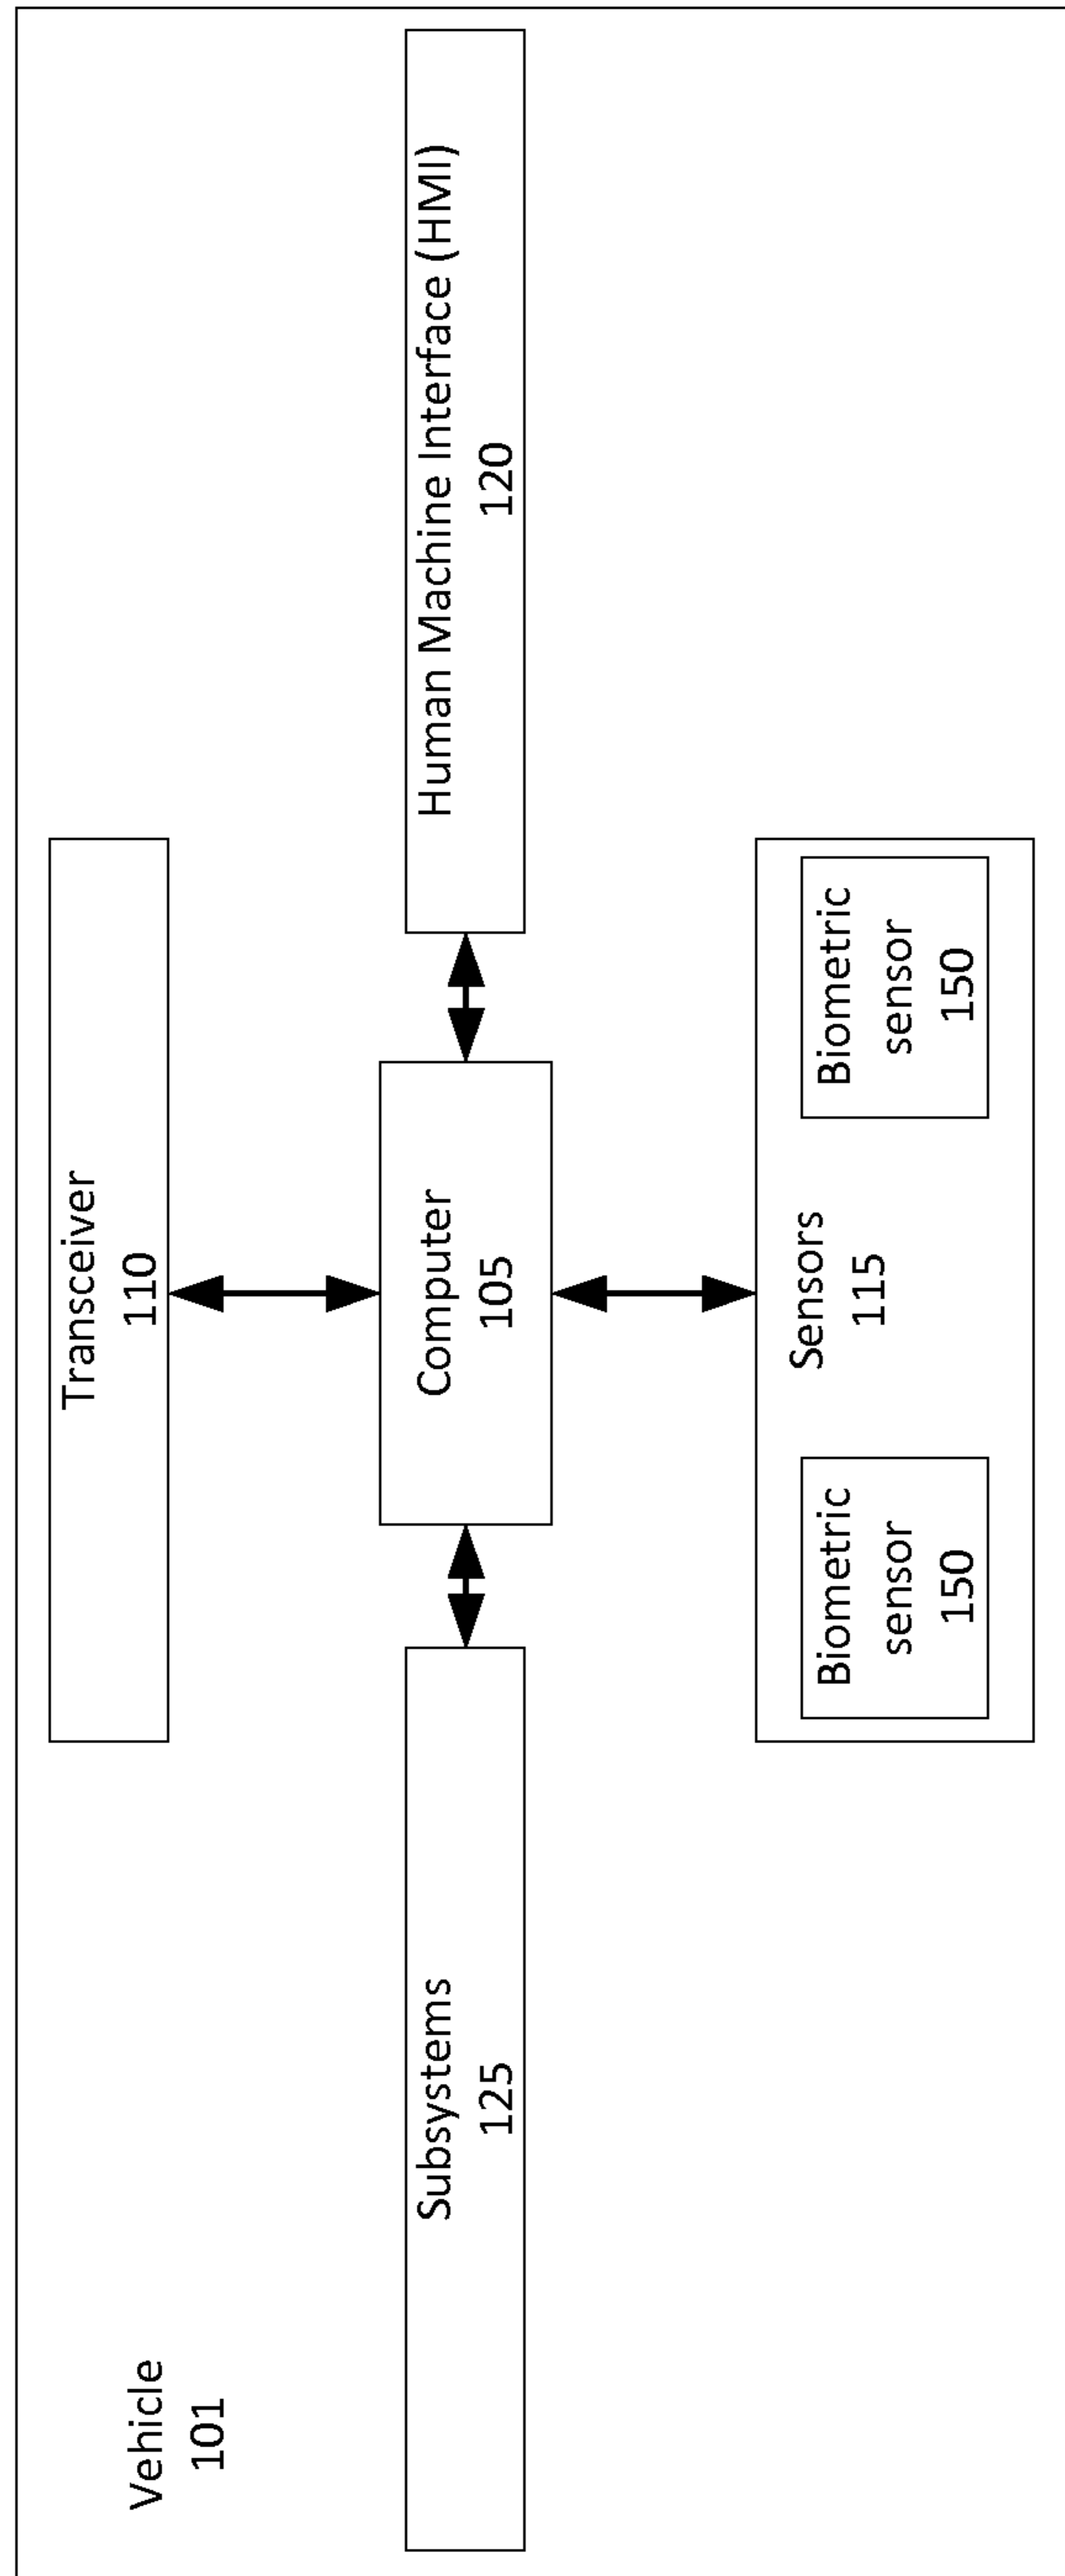 Vehicle
101
Transceiver
110
Subsystems
125
Computer
105
Human Machine Interface (HMI)
120
Sensors
115
Biometric
sensor
150
Biometric
sensor
150